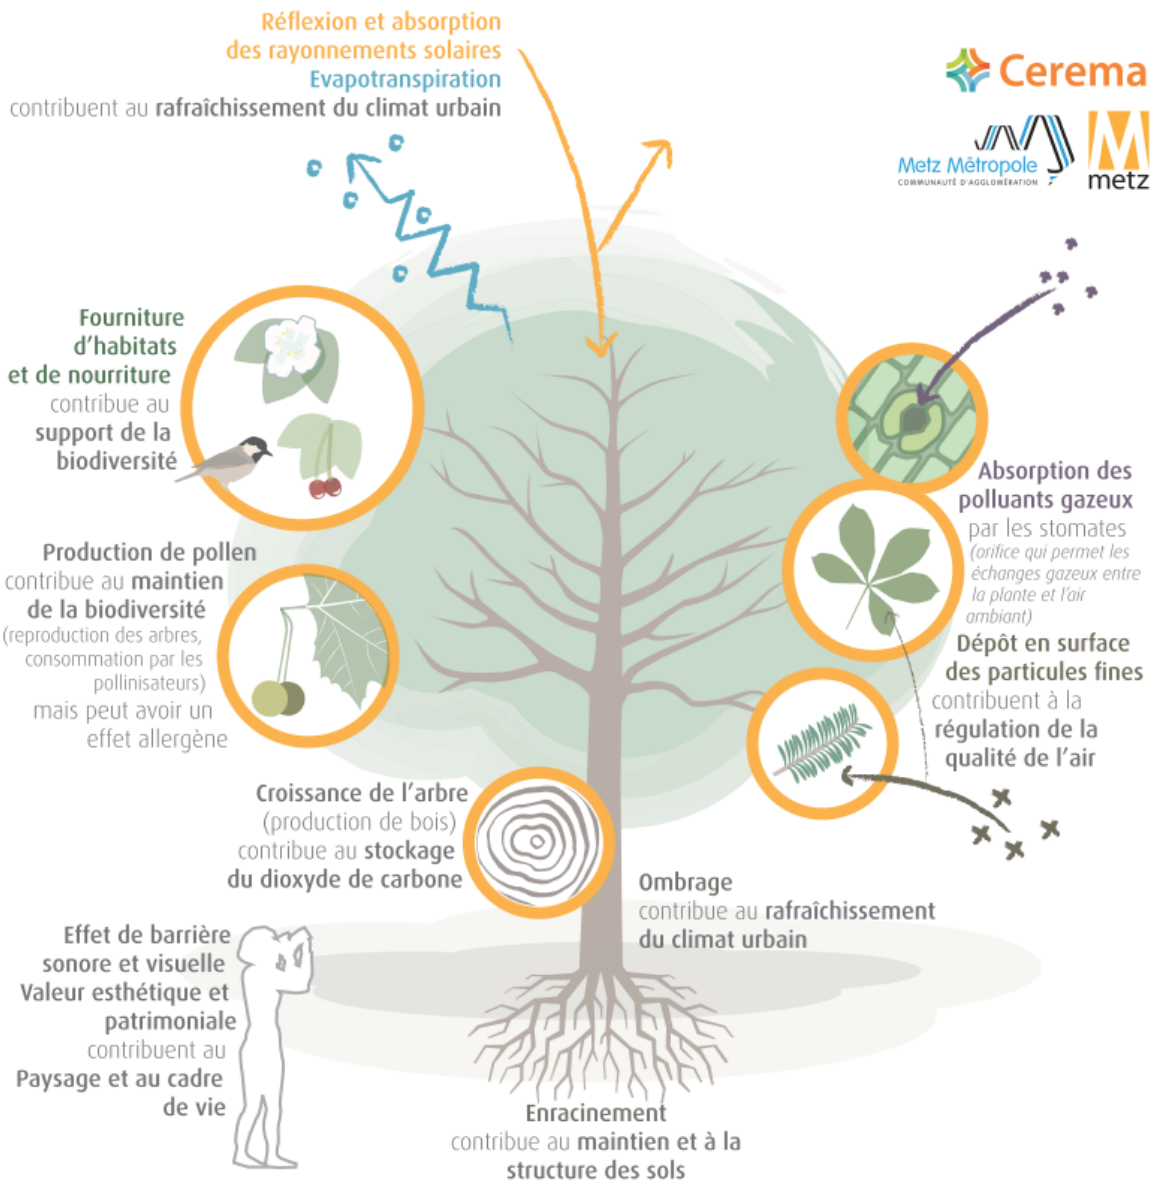 Réflexion et absorption
des rayonnements solaires
Evapotranspiration
contribuent au rafraîchissement du climat urbain
Cerema
Metz Métropole
COMMUNAUTÉ D'AGGLOMÉRATION
M
metz
Fourniture
d'habitats
et de nourriture
contribue au
support de la
biodiversité
Absorption des
polluants gazeux
par les stomates
(orifice qui permet les
échanges gazeux entre
la plante et l'air
ambiant)
Production de pollen
contribue au maintien
de la biodiversité
(reproduction des arbres,
consommation par les
pollinisateurs)
mais peut avoir un
effet allergène
Dépôt en surface
des particules fines
contribuent à la
régulation de la
qualité de l'air
Croissance de l'arbre
(production de bois)
contribue au stockage
du dioxyde de carbone
Ombrage
contribue au rafraîchissement
du climat urbain
Effet de barrière
sonore et visuelle
Valeur esthétique et
patrimoniale
contribuent au
Paysage et au cadre
de vie
Enracinement
contribue au maintien et à la
structure des sols